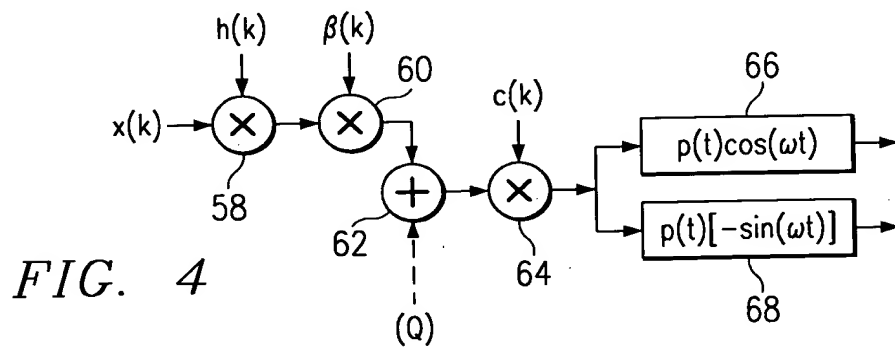 h(k)
β(k)
60
66
c(k)
x(k)
×
×
p(t)cos(ωt)
58
+
×
62
64
p(t)[-sin(ωt)]
68
FIG. 4
(Q)